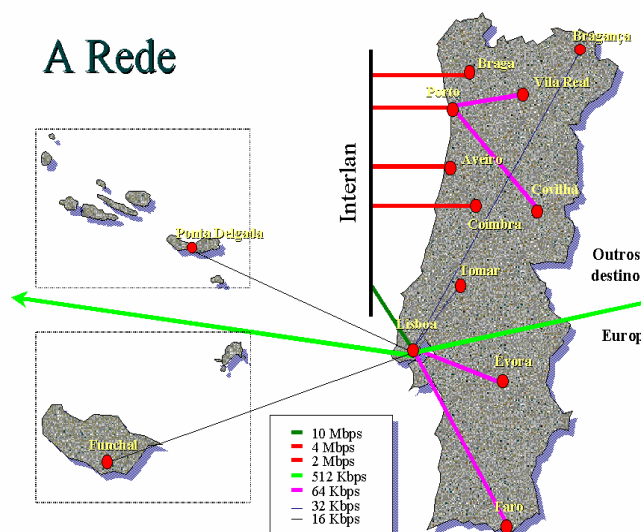 A Rede
Bragança
Braga
Vila Real
Porto
Interlan
Aveiro
Covilhã
Coimbra
Ponta Delgada
Outros
destino
Tomar
Lisboa
Europ
Évora
Funchal
10 Mbps
4 Mbps
2 Mbps
512 Kbps
64 Kbps
32 Kbps
16 Kbps
Faro